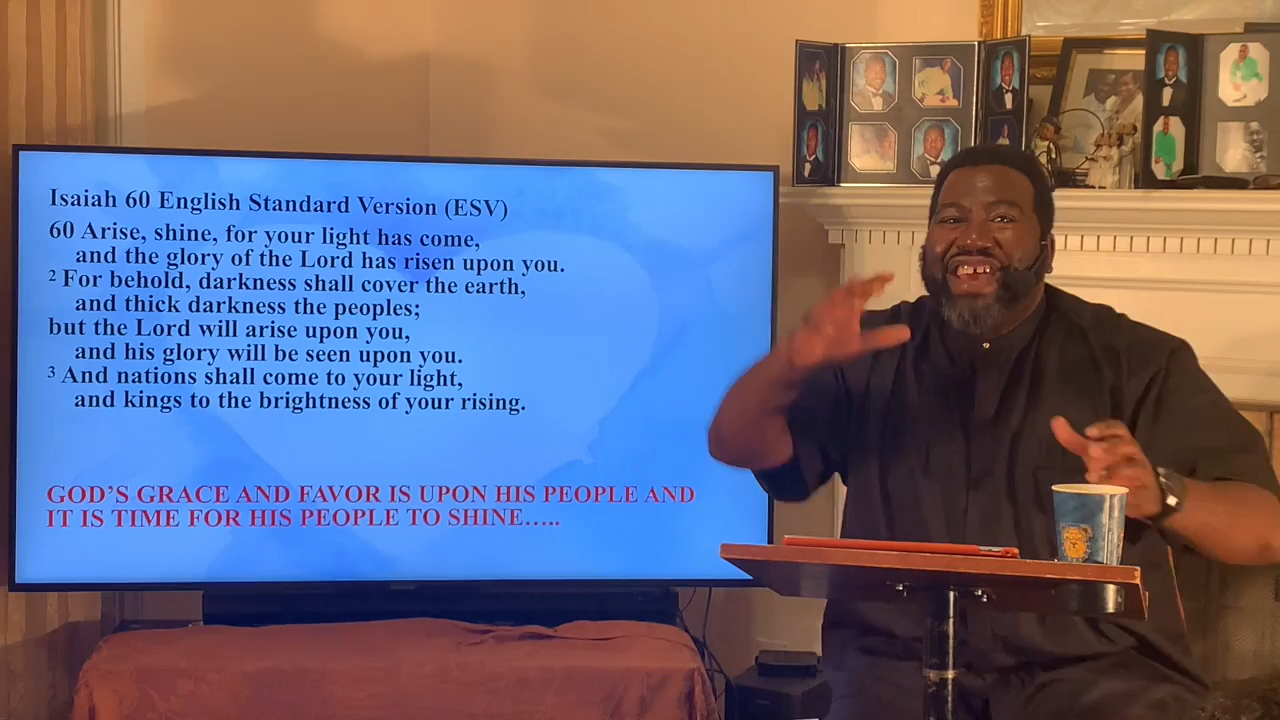 Isaiah 60 English Standard Version (ESV)
60 Arise, shine, for your light has come,
and the glory of the Lord has risen upon you.
2 For behold, darkness shall cover the earth,
and thick darkness the peoples;
but the Lord will arise upon you,
and his glory will be seen upon you.
3 And nations shall come to your light,
and kings to the brightness of your rising.
GOD'S GRACE AND FAVOR IS UPON HIS PEOPLE AND
IT IS TIME FOR HIS PEOPLE TO SHINE…..